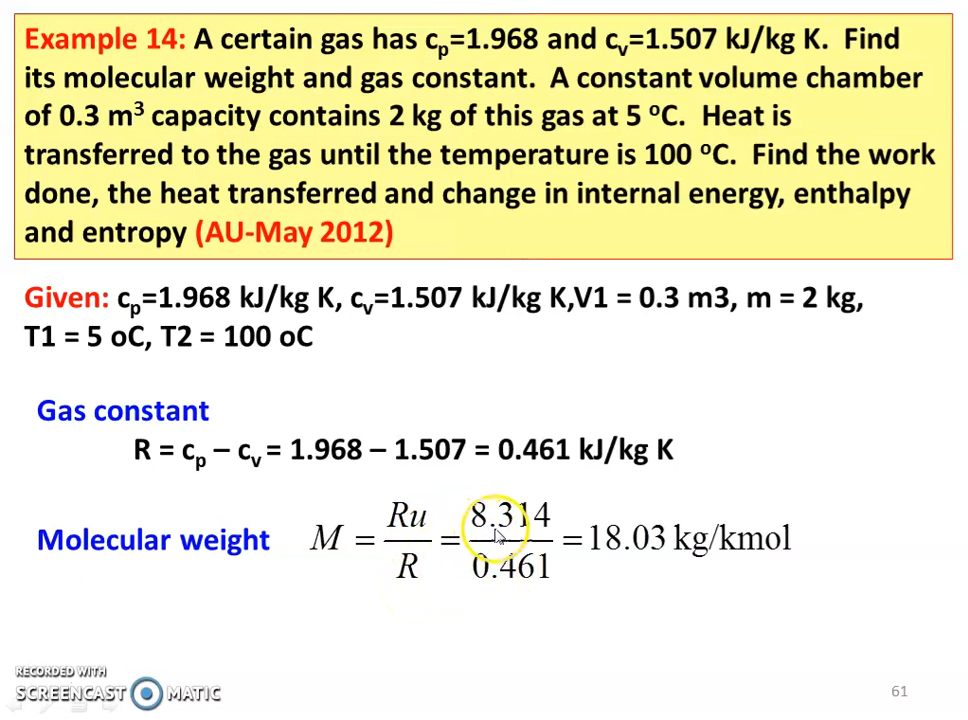 Example 14: A certain gas has cp=1.968 and cv=1.507 kJ/kg K. Find
its molecular weight and gas constant. A constant volume chamber
of 0.3 m³ capacity contains 2 kg of this gas at 5 ºC. Heat is
transferred to the gas until the temperature is 100 ºC. Find the work
done, the heat transferred and change in internal energy, enthalpy
and entropy (AU-May 2012)
Given: cp=1.968 kJ/kg K, cv=1.507 kJ/kg K,V1 = 0.3 m3, m = 2 kg,
T1 = 5 oC, T2 = 100 oC
Gas constant
R = cp – cv = 1.968 – 1.507 = 0.461 kJ/kg K
Molecular weight M = Ru/R = 8.314/0.461 = 18.03 kg/kmol
RECORDED WITH
SCREENCAST MATIC
61